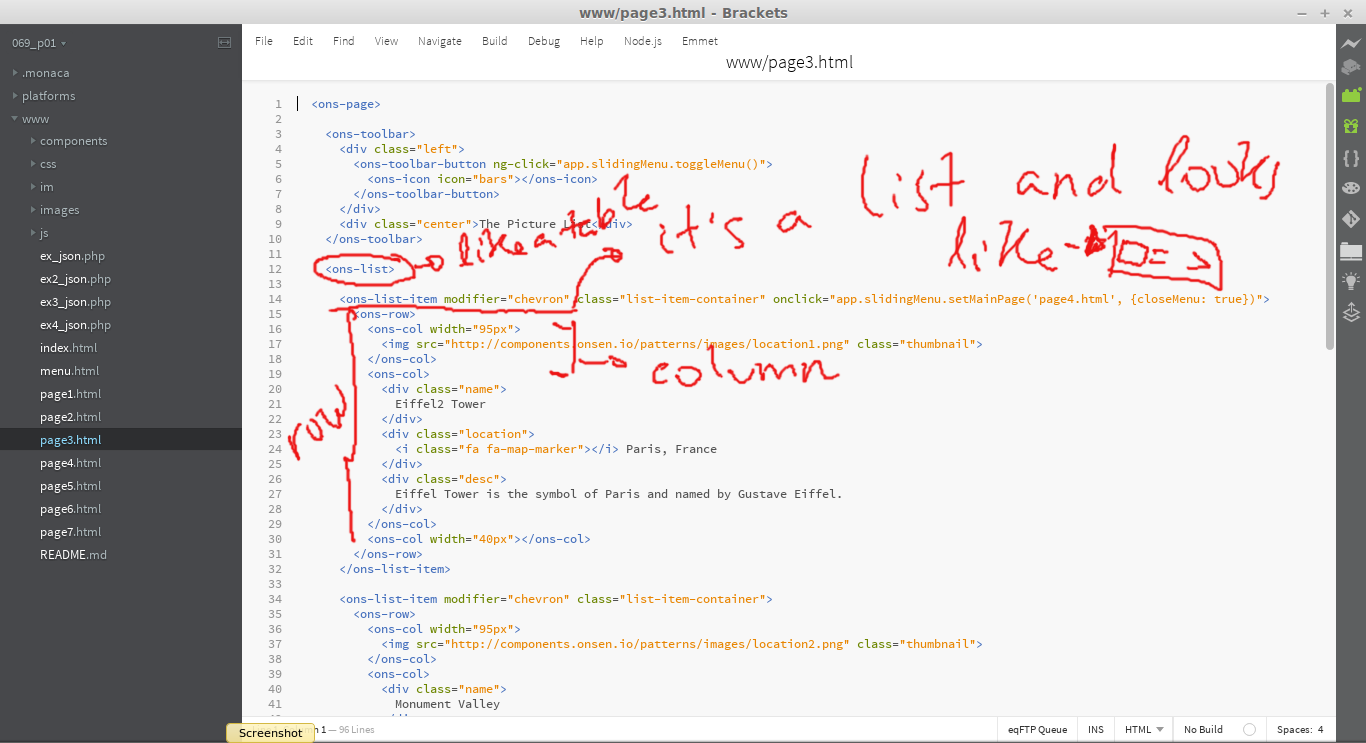 www/page3.html - Brackets
069_p01
.monaca
platforms
www
components
css
im
images
js
ex_json.php
ex2_json.php
ex3_json.php
ex4_json.php
index.html
menu.html
page1.html
page2.html
page3.html
page4.html
page5.html
page6.html
page7.html
README.md
File Edit Find View Navigate Build Debug Help Node.js Emmet
www/page3.html
1 <ons-page>
2
3 <ons-toolbar>
4 <div class="left">
5 <ons-toolbar-button ng-click="app.slidingMenu.toggleMenu()">
6 <ons-icon icon="bars"></ons-icon>
7 </ons-toolbar-button>
8 </div>
9 <div class="center">The Picture List</div>
10 </ons-toolbar>
11
12 <ons-list>
13
14 <ons-list-item modifier="chevron" class="list-item-container" onclick="app.slidingMenu.setMainPage('page4.html', {closeMenu: true})">
15 <ons-row>
16 <ons-col width="95px">
17 <img src="http://components.onsen.io/patterns/images/location1.png" class="thumbnail">
18 </ons-col>
19 <ons-col>
20 <div class="name">
21 Eiffel2 Tower
22 </div>
23 <div class="location">
24 <i class="fa fa-map-marker"></i> Paris, France
25 </div>
26 <div class="desc">
27 Eiffel Tower is the symbol of Paris and named by Gustave Eiffel.
28 </div>
29 </ons-col>
30 <ons-col width="40px"></ons-col>
31 </ons-row>
32 </ons-list-item>
33
34 <ons-list-item modifier="chevron" class="list-item-container">
35 <ons-row>
36 <ons-col width="95px">
37 <img src="http://components.onsen.io/patterns/images/location2.png" class="thumbnail">
38 </ons-col>
39 <ons-col>
40 <div class="name">
41 Monument Valley
like a table
it's a list and looks
like
column
row
Screenshot
1 — 96 Lines
eqFTP Queue INS HTML No Build Spaces: 4